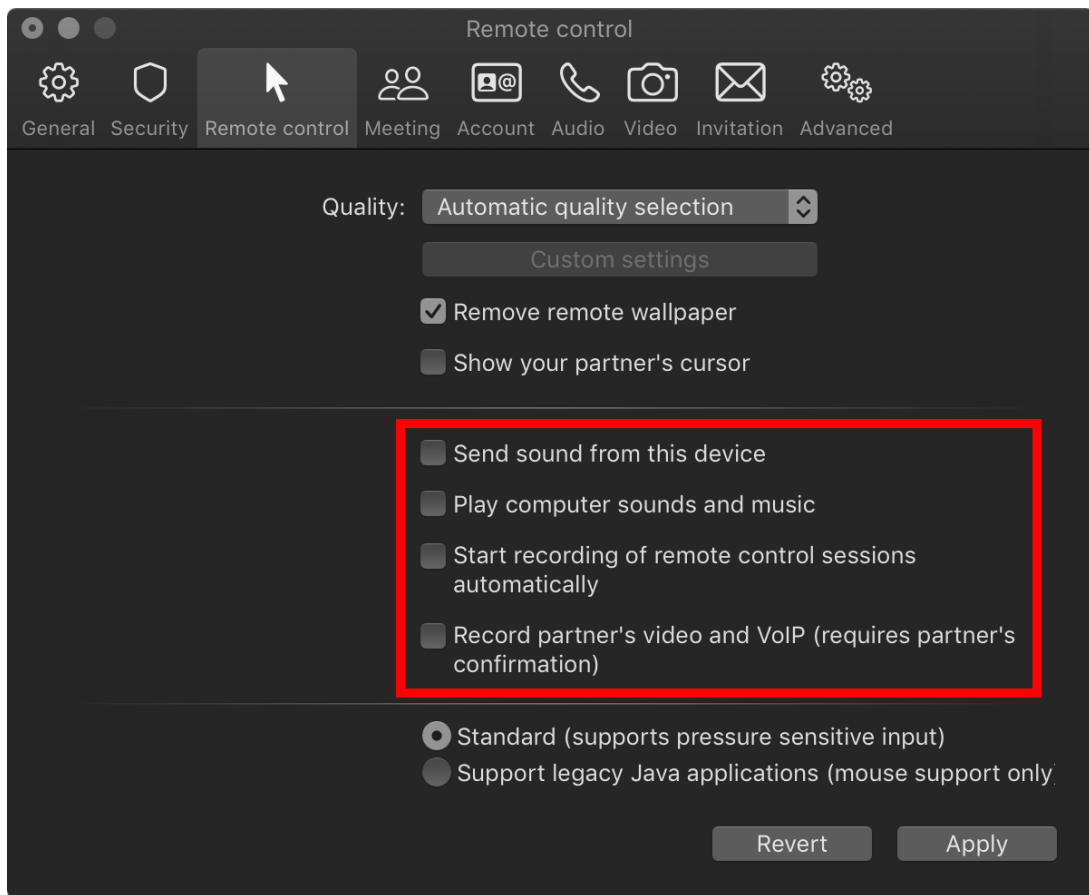 Remote control
General Security Remote control Meeting Account Audio Video Invitation Advanced
Quality: Automatic quality selection
Custom settings
Remove remote wallpaper
Show your partner's cursor
Send sound from this device
Play computer sounds and music
Start recording of remote control sessions
automatically
Record partner's video and VoIP (requires partner's
confirmation)
Standard (supports pressure sensitive input)
Support legacy Java applications (mouse support only)
Revert Apply